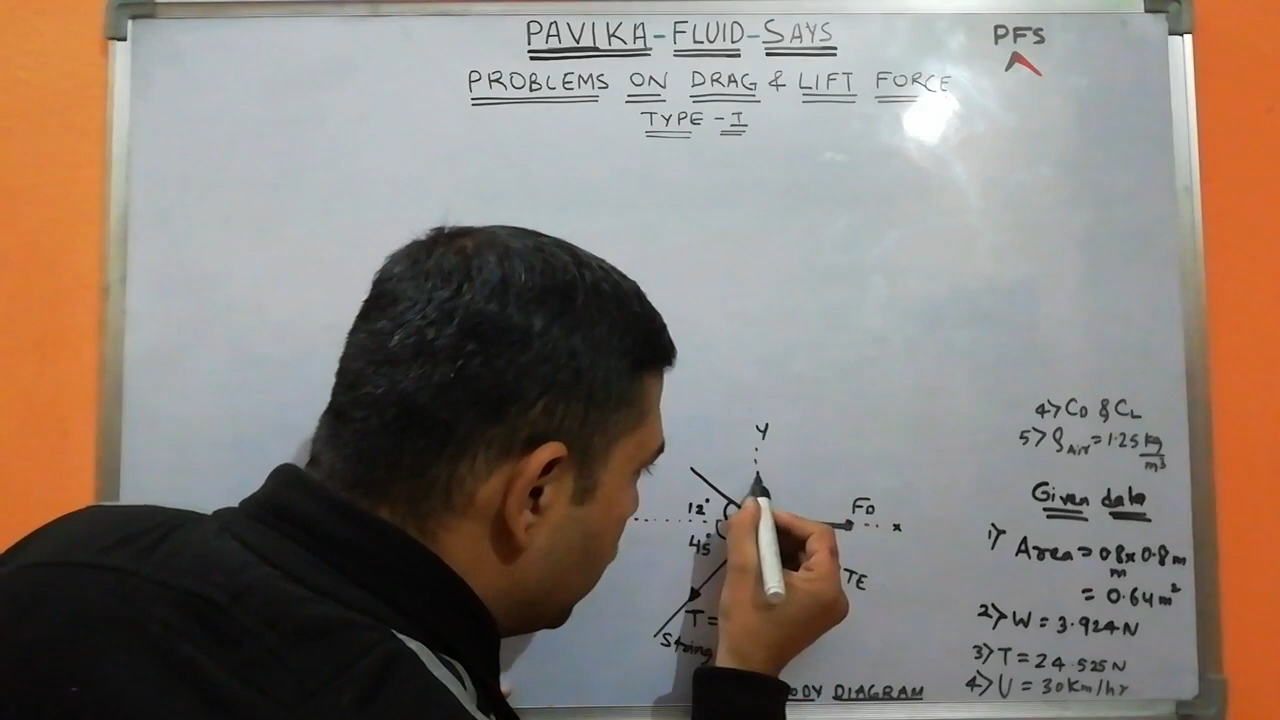 PAVIKA-FLUID-SAYS
PFS
PROBLEMS ON DRAG & LIFT FORCE
TYPE - I
4> CD & CL
5> ρAir = 1.25 kg/m³
Given data
1) Area = 0.8 x 0.8 m
m
= 0.64 m²
2) W = 3.924 N
3) T = 24.525 N
4) U = 30 Km/hr
Y
12°
FD
x
45°
TE
T =
String
ODY DIAGRAM